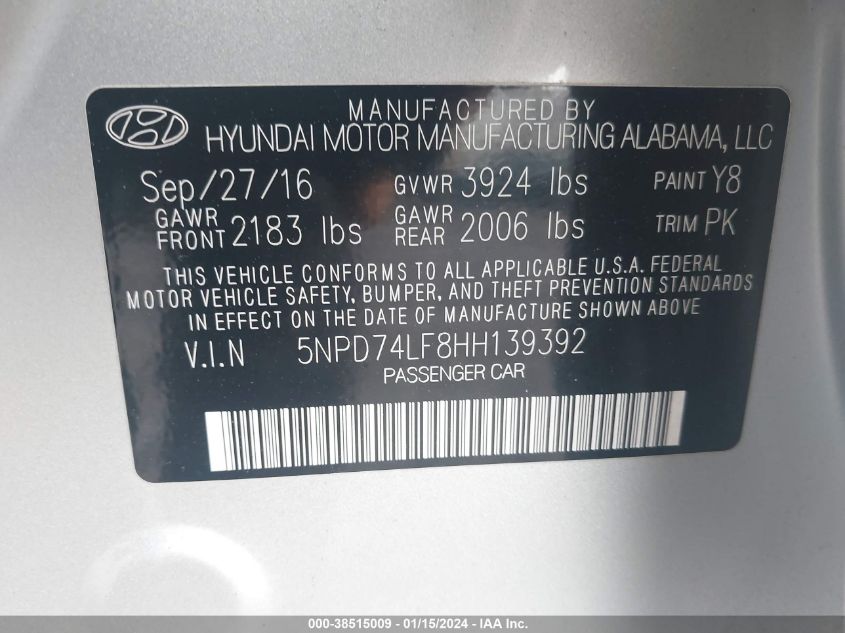 MANUFACTURED BY
HYUNDAI MOTOR MANUFACTURING ALABAMA, LLC
Sep/27/16 GVWR 3924 lbs PAINT Y8
GAWR FRONT 2183 lbs GAWR REAR 2006 lbs TRIM PK
THIS VEHICLE CONFORMS TO ALL APPLICABLE U.S.A. FEDERAL
MOTOR VEHICLE SAFETY, BUMPER, AND THEFT PREVENTION STANDARDS
IN EFFECT ON THE DATE OF MANUFACTURE SHOWN ABOVE
V.I.N 5NPD74LF8HH139392
PASSENGER CAR
000-38515009 - 01/15/2024 - IAA Inc.